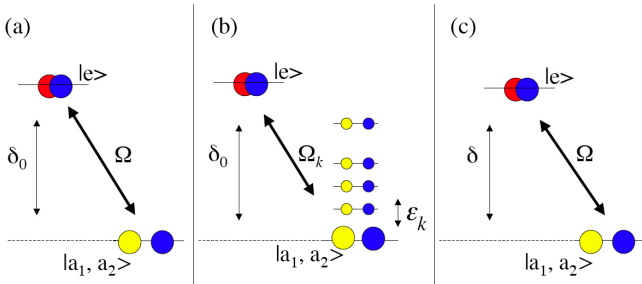 (a)
|e>
δ₀
Ω
|a₁, a₂>
(b)
|e>
δ₀
Ωₖ
εₖ
|a₁, a₂>
(c)
|e>
δ
Ω
|a₁, a₂>